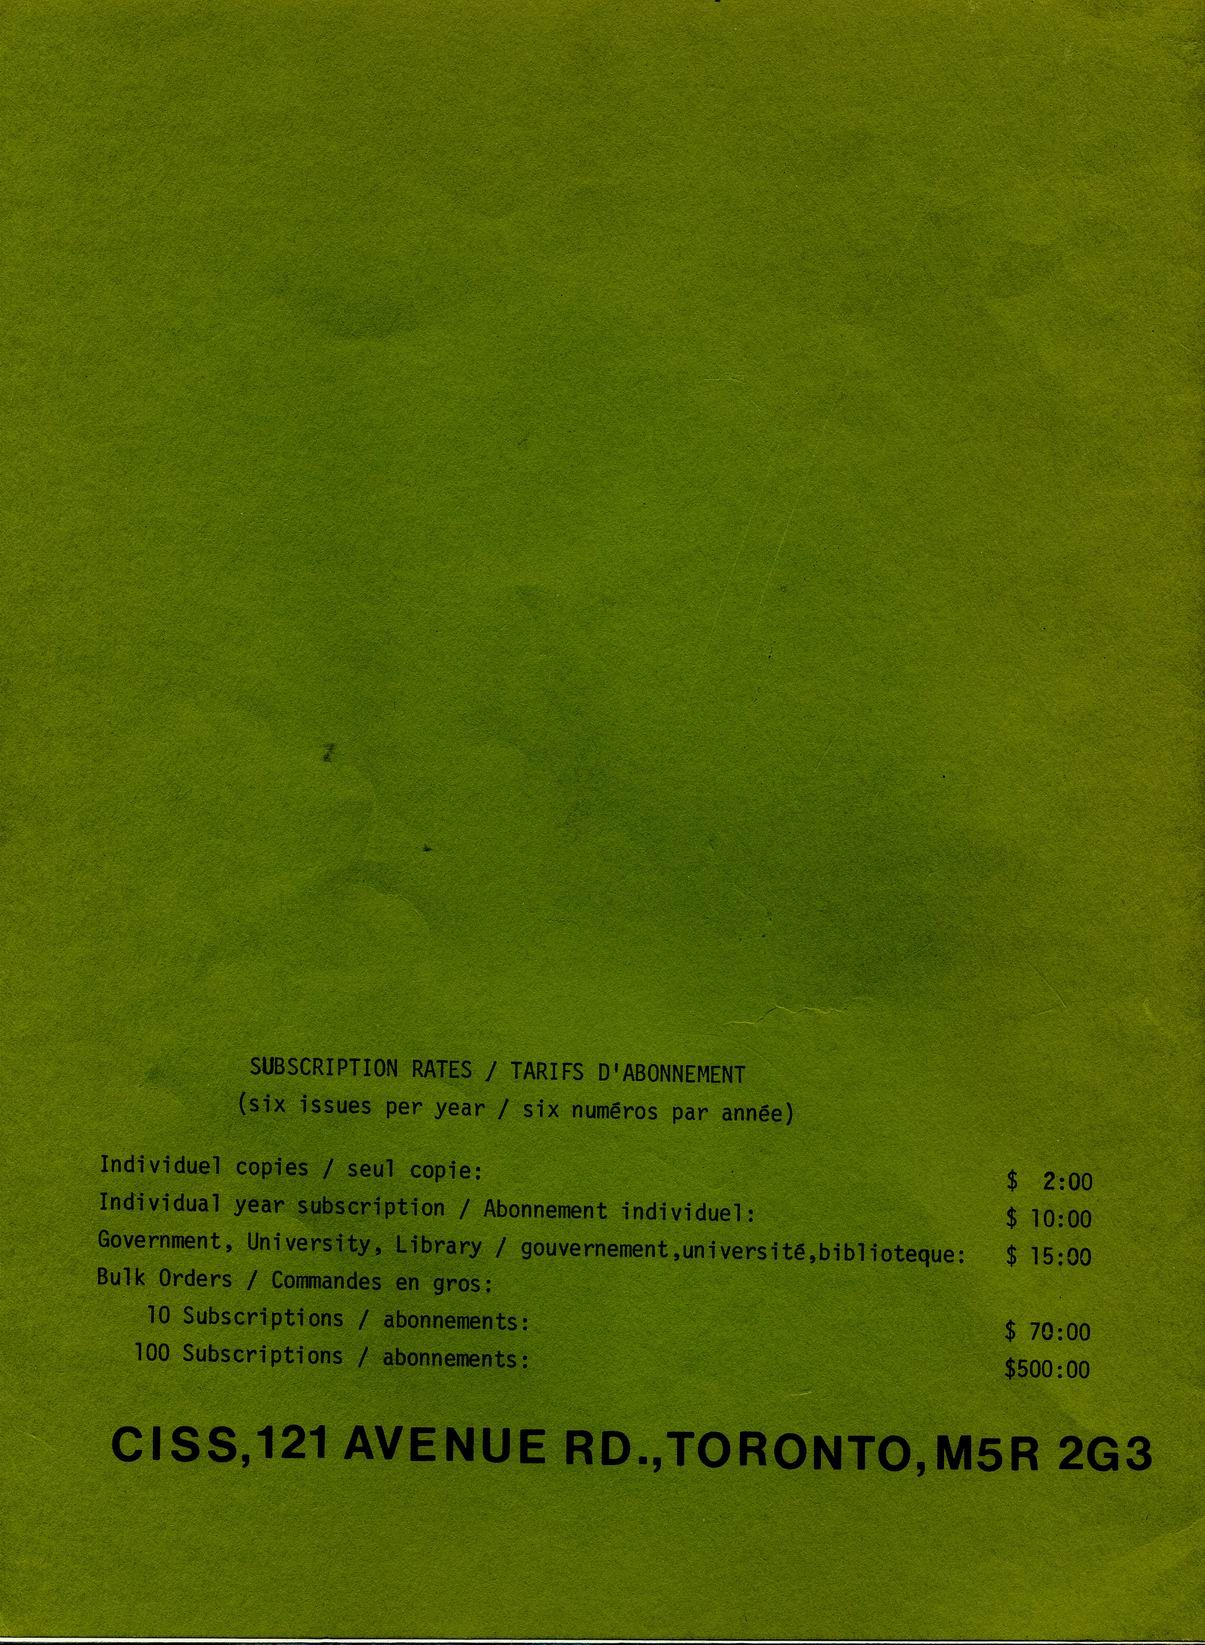 SUBSCRIPTION RATES / TARIFS D'ABONNEMENT
(six issues per year / six numéros par année)
Individuel copies / seul copie: $ 2:00
Individual year subscription / Abonnement individuel: $ 10:00
Government, University, Library / gouvernement,université,biblioteque: $ 15:00
Bulk Orders / Commandes en gros:
10 Subscriptions / abonnements: $ 70:00
100 Subscriptions / abonnements: $500:00
CISS,121 AVENUE RD.,TORONTO,M5R 2G3